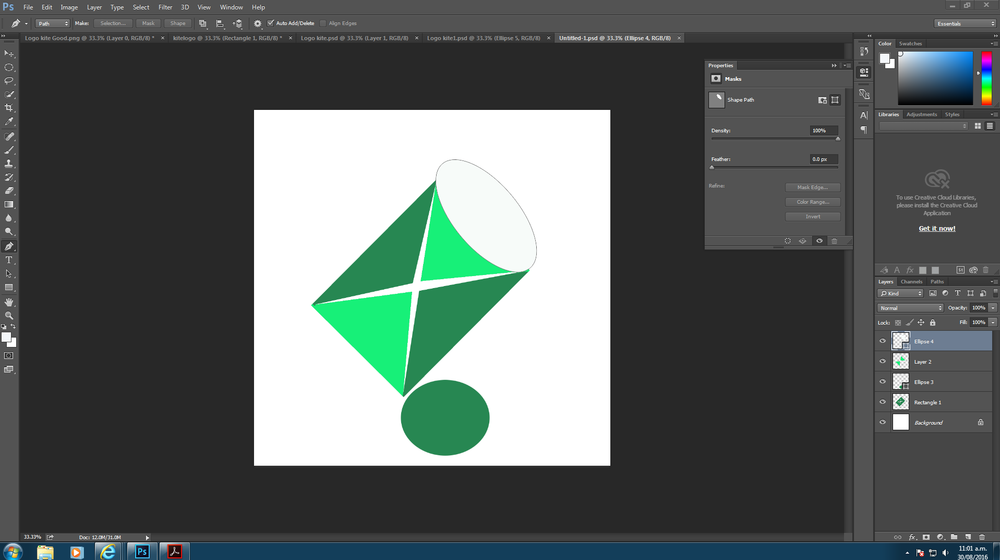 Ps File Edit Image Layer Type Select Filter 3D View Window Help
Path Make: Selection... Mask Shape Auto Add/Delete Align Edges Essentials
Logo kite Good.png @ 33.3% (Layer 0, RGB/8) * × kitelogo @ 33.3% (Rectangle 1, RGB/8) * × Logo kite.psd @ 33.3% (Layer 1, RGB/8) × Logo kite1.psd @ 33.3% (Ellipse 5, RGB/8) × Untitled-1.psd @ 33.3% (Ellipse 4, RGB/8) ×
Color Swatches
Properties
Masks
Shape Path
Density: 100%
Feather: 0.0 px
Refine: Mask Edge...
Color Range...
Invert
Libraries Adjustments Styles
To use Creative Cloud Libraries,
please install the Creative Cloud
Application
Get it now!
St
Layers Channels Paths
Kind
Normal Opacity: 100%
Lock: Fill: 100%
Ellipse 4
Layer 2
Ellipse 3
Rectangle 1
Background
33.33% Doc: 12.0M/31.0M
Ps
11:01 a.m.
30/08/2016